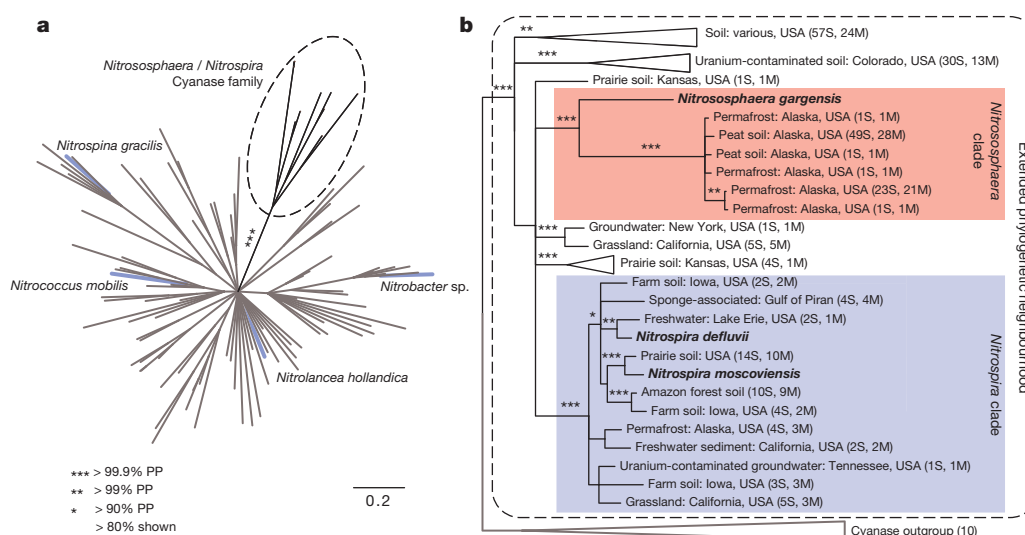 a
Nitrososphaera / Nitrospira
Cyanase family
Nitrospina gracilis
***
Nitrococcus mobilis
Nitrobacter sp.
Nitrolancea hollandica
*** > 99.9% PP
** > 99% PP
* > 90% PP
> 80% shown
0.2
b
** Soil: various, USA (57S, 24M)
*** Uranium-contaminated soil: Colorado, USA (30S, 13M)
*** Prairie soil: Kansas, USA (1S, 1M)
Nitrososphaera gargensis
***
Permafrost: Alaska, USA (1S, 1M)
Peat soil: Alaska, USA (49S, 28M)
*** Peat soil: Alaska, USA (1S, 1M)
Permafrost: Alaska, USA (1S, 1M)
** Permafrost: Alaska, USA (23S, 21M)
Permafrost: Alaska, USA (1S, 1M)
Nitrososphaera
clade
*** Groundwater: New York, USA (1S, 1M)
Grassland: California, USA (5S, 5M)
*** Prairie soil: Kansas, USA (4S, 1M)
Farm soil: Iowa, USA (2S, 2M)
Sponge-associated: Gulf of Piran (4S, 4M)
* ** Freshwater: Lake Erie, USA (2S, 1M)
Nitrospira defluvii
*** Prairie soil: USA (14S, 10M)
Nitrospira moscoviensis
*** Amazon forest soil (10S, 9M)
*** Farm soil: Iowa, USA (4S, 2M)
Permafrost: Alaska, USA (4S, 3M)
Freshwater sediment: California, USA (2S, 2M)
Uranium-contaminated groundwater: Tennessee, USA (1S, 1M)
Farm soil: Iowa, USA (3S, 3M)
Grassland: California, USA (5S, 3M)
Nitrospira clade
Extended phylogenetic neighbourhood
Cyanase outgroup (10)